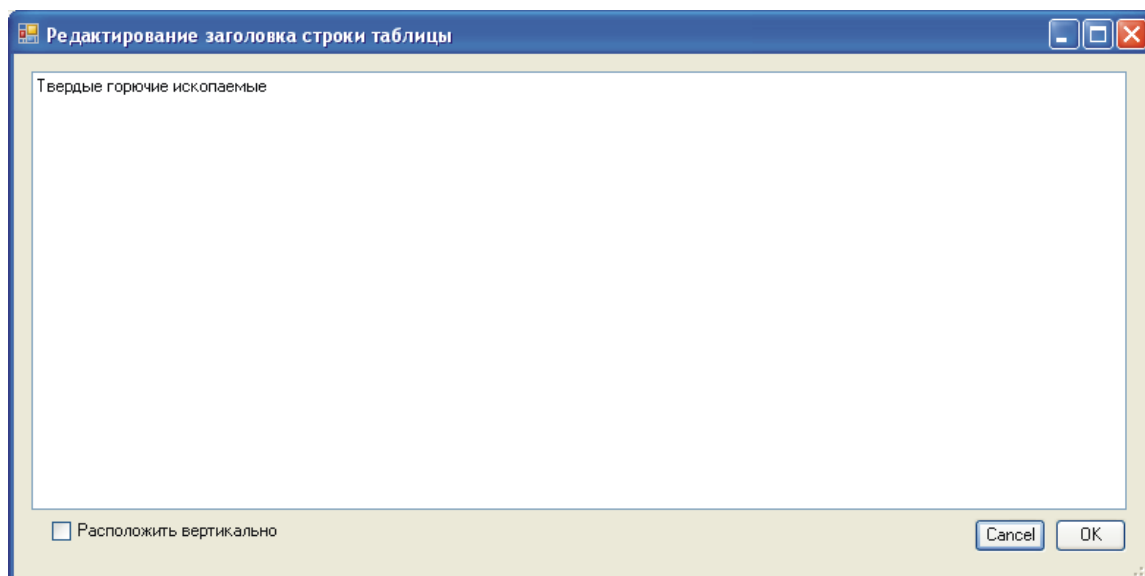 Редактирование заголовка строки таблицы
Твердые горючие ископаемые
Расположить вертикально
Cancel
OK